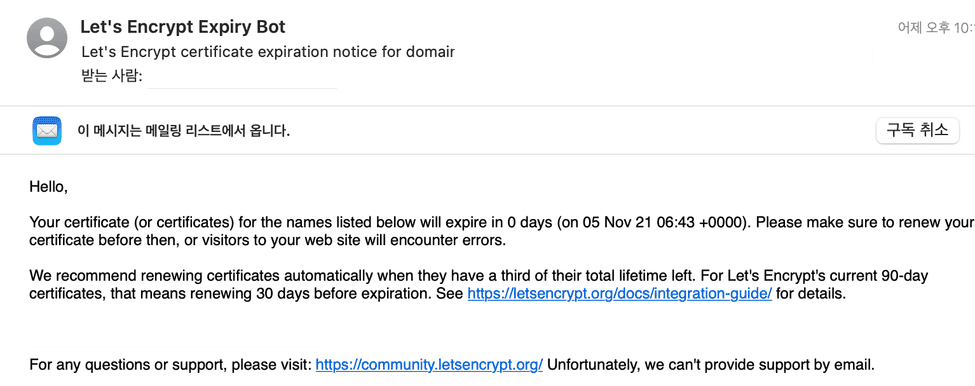 Let's Encrypt Expiry Bot
어제 오후 10:
Let's Encrypt certificate expiration notice for domair
받는 사람:
이 메시지는 메일링 리스트에서 옵니다.
구독 취소
Hello,
Your certificate (or certificates) for the names listed below will expire in 0 days (on 05 Nov 21 06:43 +0000). Please make sure to renew your
certificate before then, or visitors to your web site will encounter errors.
We recommend renewing certificates automatically when they have a third of their total lifetime left. For Let's Encrypt's current 90-day
certificates, that means renewing 30 days before expiration. See https://letsencrypt.org/docs/integration-guide/ for details.
For any questions or support, please visit: https://community.letsencrypt.org/ Unfortunately, we can't provide support by email.